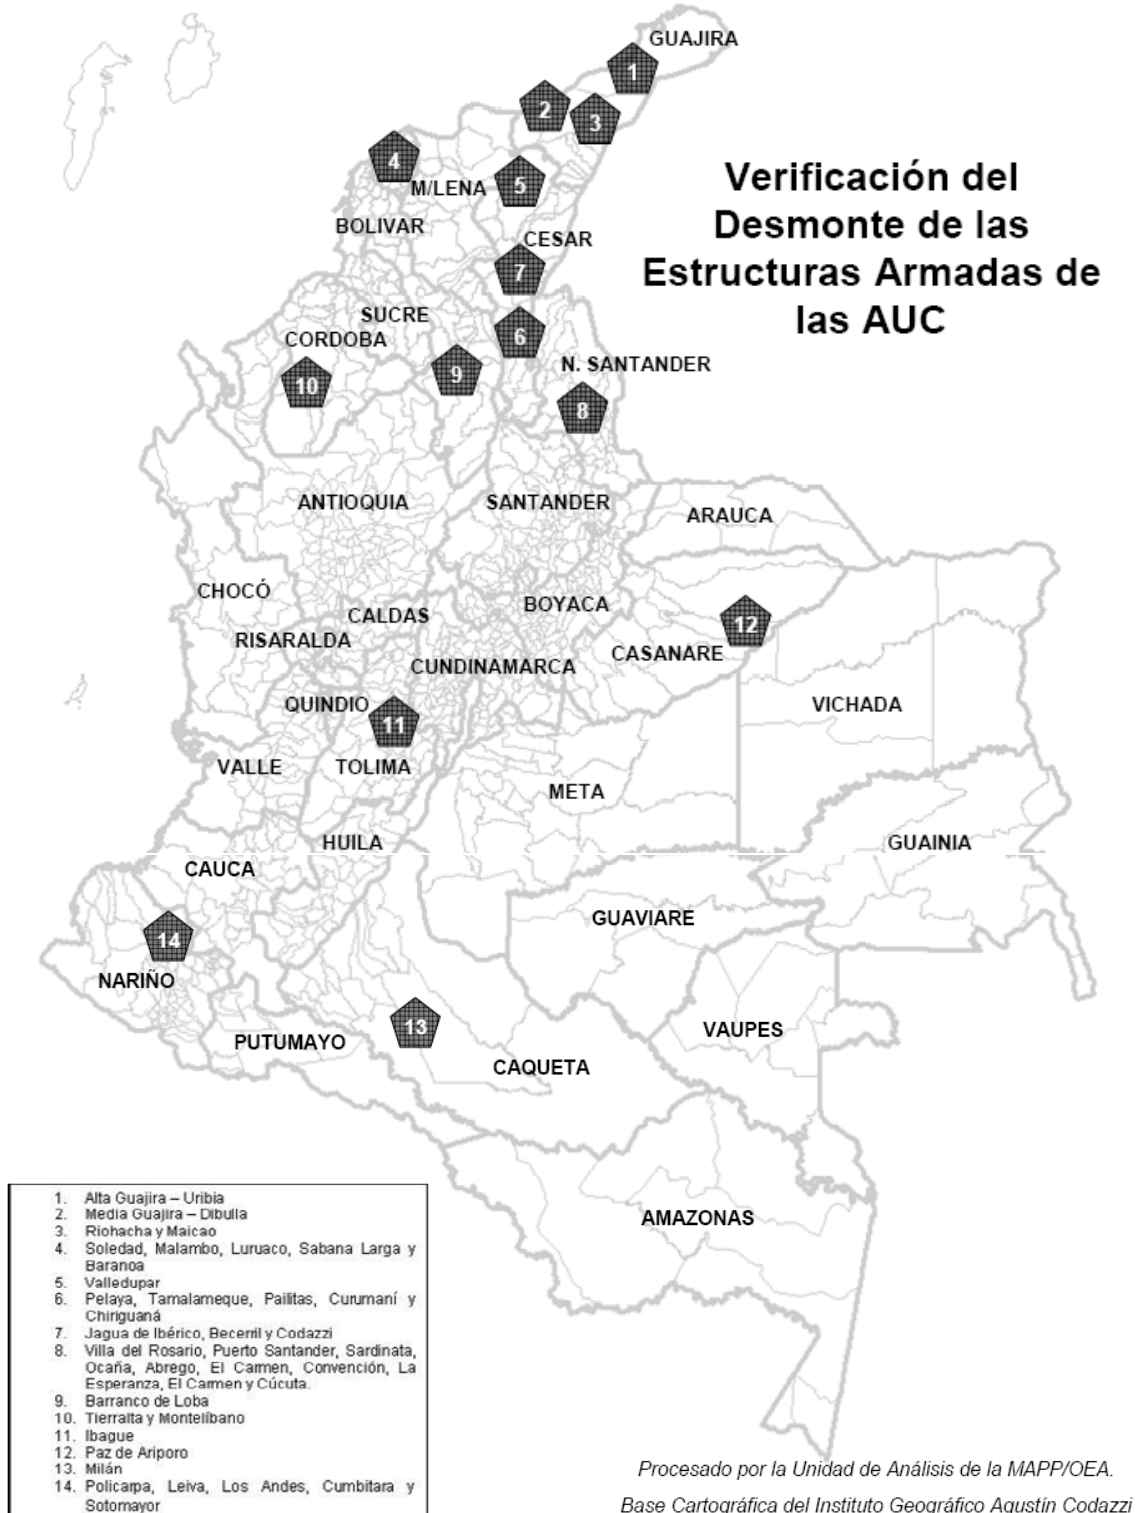 GUAJIRA
1
2
3
Verificación del
Desmonte de las
Estructuras Armadas de
las AUC
4
M/LENA
5
BOLIVAR
CESAR
7
SUCRE
6
CORDOBA
N. SANTANDER
9
10
8
ANTIOQUIA
SANTANDER
ARAUCA
CHOCÓ
BOYACA
CALDAS
12
RISARALDA
CASANARE
CUNDINAMARCA
QUINDIO
VICHADA
11
VALLE
TOLIMA
META
HUILA
GUAINIA
CAUCA
GUAVIARE
14
NARIÑO
13
VAUPES
PUTUMAYO
CAQUETA
AMAZONAS
1. Alta Guajira – Uribia
2. Media Guajira – Dibulla
3. Riohacha y Maicao
4. Soledad, Malambo, Luruaco, Sabana Larga y
Baranoa
5. Valledupar
6. Pelaya, Tamalameque, Pailitas, Curumaní y
Chiriguaná
7. Jagua de Ibérico, Becerril y Codazzi
8. Villa del Rosario, Puerto Santander, Sardinata,
Ocaña, Abrego, El Carmen, Convención, La
Esperanza, El Carmen y Cúcuta.
9. Barranco de Loba
10. Tierralta y Montelíbano
11. Ibague
12. Paz de Ariporo
13. Milán
14. Policarpa, Leiva, Los Andes, Cumbitara y
Sotomayor
Procesado por la Unidad de Análisis de la MAPP/OEA.
Base Cartográfica del Instituto Geográfico Agustín Codazzi